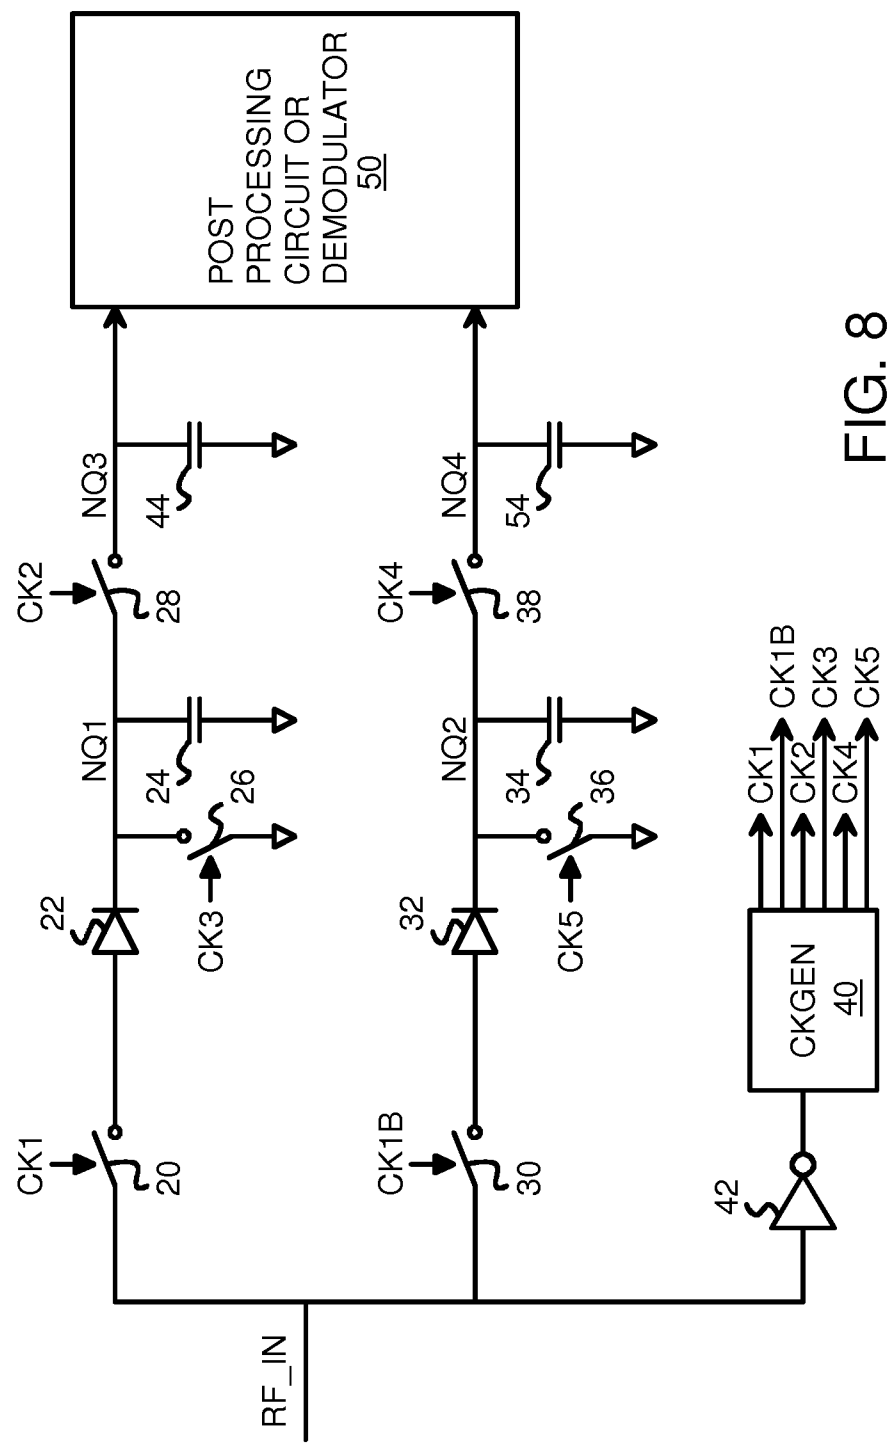 RF_IN
CK1
20
22
CK3
26
NQ1
24
CK2
28
NQ3
44
POST
PROCESSING
CIRCUIT OR
DEMODULATOR
50
CK1B
30
32
CK5
36
NQ2
34
CK4
38
NQ4
54
42
CKGEN
40
CK1
CK1B
CK2
CK3
CK4
CK5
FIG. 8